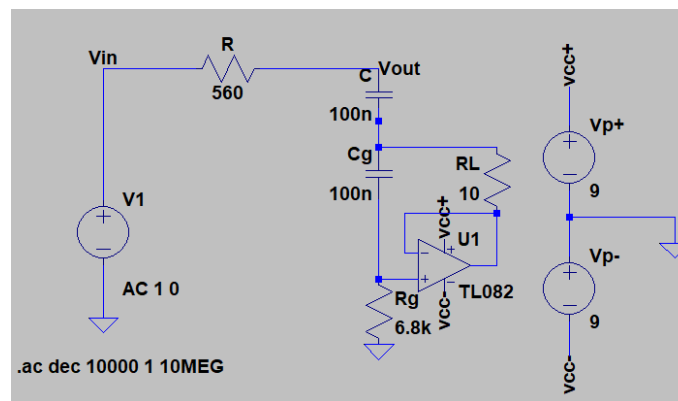 R
Vin
560
C
Vout
100n
Cg
100n
RL
10
vcc+
U1
TL082
vcc-
Rg
6.8k
V1
AC 1 0
vcc+
Vp+
9
Vp-
9
vcc-
.ac dec 10000 1 10MEG